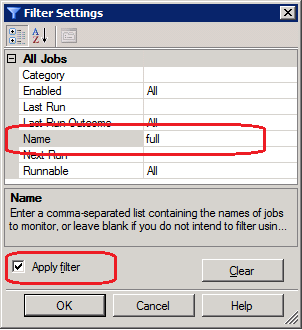 Filter Settings
All Jobs
Category
Enabled All
Last Run
Last Run Outcome All
Name full
Next Run
Runnable All
Name
Enter a comma-separated list containing the names of jobs
to monitor, or leave blank if you do not intend to filter usin...
Apply filter
Clear
OK Cancel Help